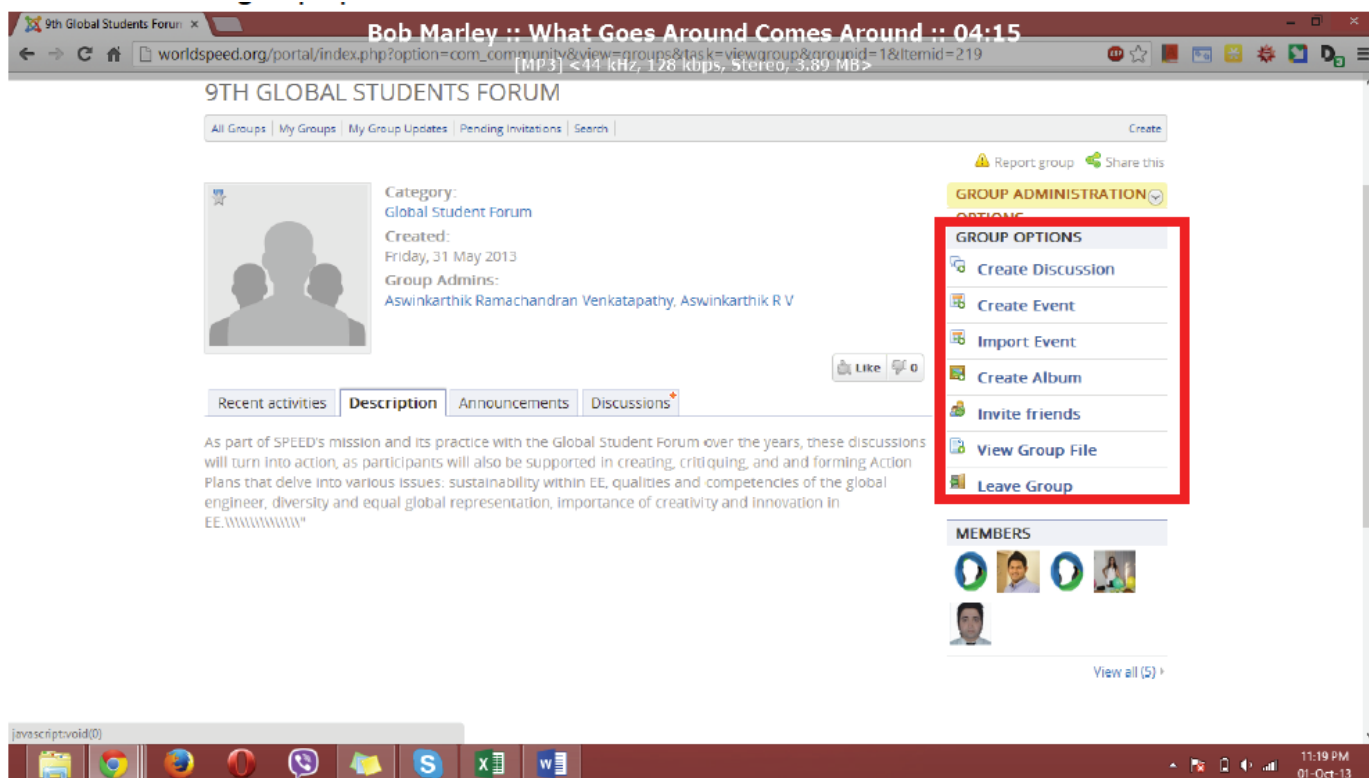 9th Global Students Forun
Bob Marley :: What Goes Around Comes Around :: 04:15
worldspeed.org/portal/index.php?option=com_community&view=groups&task=viewgroup&groupid=1&Itemid=219
[MP3] <44 kHz, 128 kbps, Stereo, 3.89 MB>
9TH GLOBAL STUDENTS FORUM
All Groups | My Groups | My Group Updates | Pending Invitations | Search |
Create
Report group Share this
Category:
Global Student Forum
Created:
Friday, 31 May 2013
Group Admins:
Aswinkarthik Ramachandran Venkatapathy, Aswinkarthik R V
Like 0
Recent activities Description Announcements Discussions
As part of SPEED's mission and its practice with the Global Student Forum over the years, these discussions
will turn into action, as participants will also be supported in creating, critiquing, and and forming Action
Plans that delve into various issues: sustainability within EE, qualities and competencies of the global
engineer, diversity and equal global representation, importance of creativity and innovation in
EE.\\\\\\\\\\\\\\\"
GROUP ADMINISTRATION
OPTIONS
GROUP OPTIONS
Create Discussion
Create Event
Import Event
Create Album
Invite friends
View Group File
Leave Group
MEMBERS
View all (5)
javascript:void(0)
11:19 PM
01-Oct-13